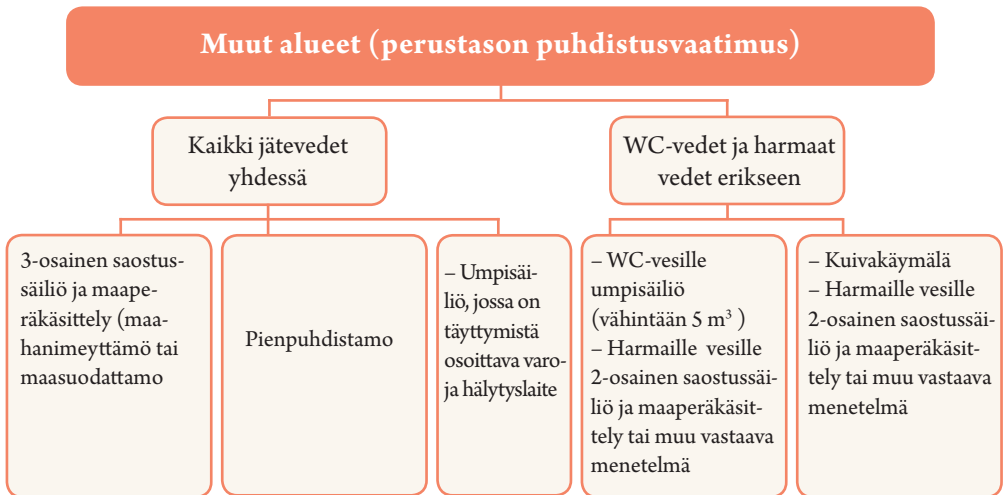 Muut alueet (perustason puhdistusvaatimus)
Kaikki jätevedet
yhdessä
WC-vedet ja harmaat
vedet erikseen
3-osainen saostus-
säiliö ja maape-
räkäsittely (maa-
hanimeyttämö tai
maasuodattamo
Pienpuhdistamo
– Umpisäi-
liö, jossa on
täyttymistä
osoittava varo-
ja hälytyslaite
– WC-vesille
umpisäiliö
(vähintään 5 m³ )
– Harmaille vesille
2-osainen saostussäi-
liö ja maaperäkäsit-
tely tai muu vastaava
menetelmä
– Kuivakäymälä
– Harmaille vesille
2-osainen saostussäi-
liö ja maaperäkäsit-
tely tai muu vastaava
menetelmä